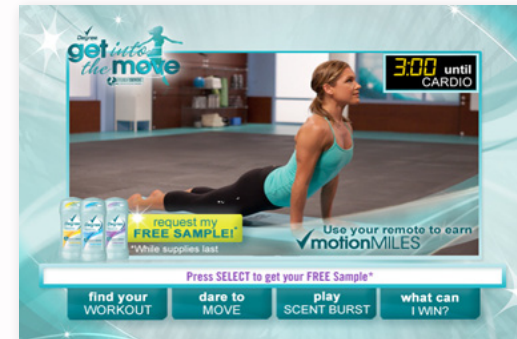 Degree
get into
the move
3:00 until
CARDIO
request my
FREE SAMPLE!*
*While supplies last
Use your remote to earn
motionMILES
Press SELECT to get your FREE Sample*
find your
WORKOUT
dare to
MOVE
play
SCENT BURST
what can
I WIN?